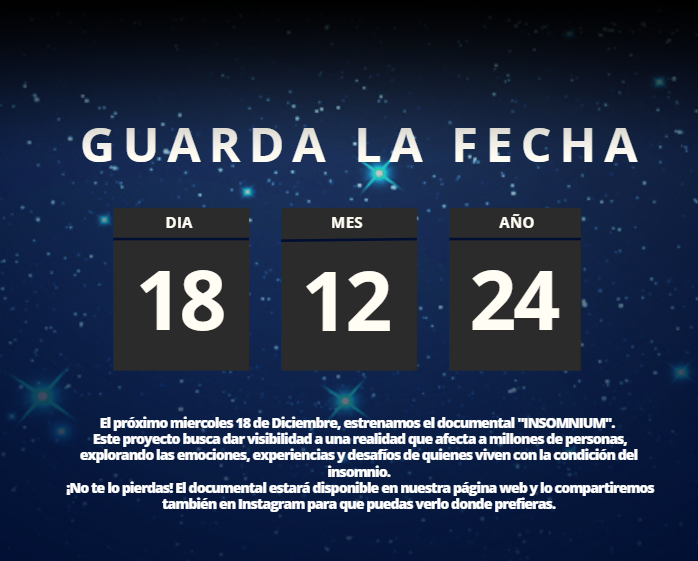 GUARDA LA FECHA
DIA MES AÑO
18 12 24
El próximo miercoles 18 de Diciembre, estrenamos el documental "INSOMNIUM".
Este proyecto busca dar visibilidad a una realidad que afecta a millones de personas,
explorando las emociones, experiencias y desafíos de quienes viven con la condición del
insomnio.
¡No te lo pierdas! El documental estará disponible en nuestra página web y lo compartiremos
también en Instagram para que puedas verlo donde prefieras.